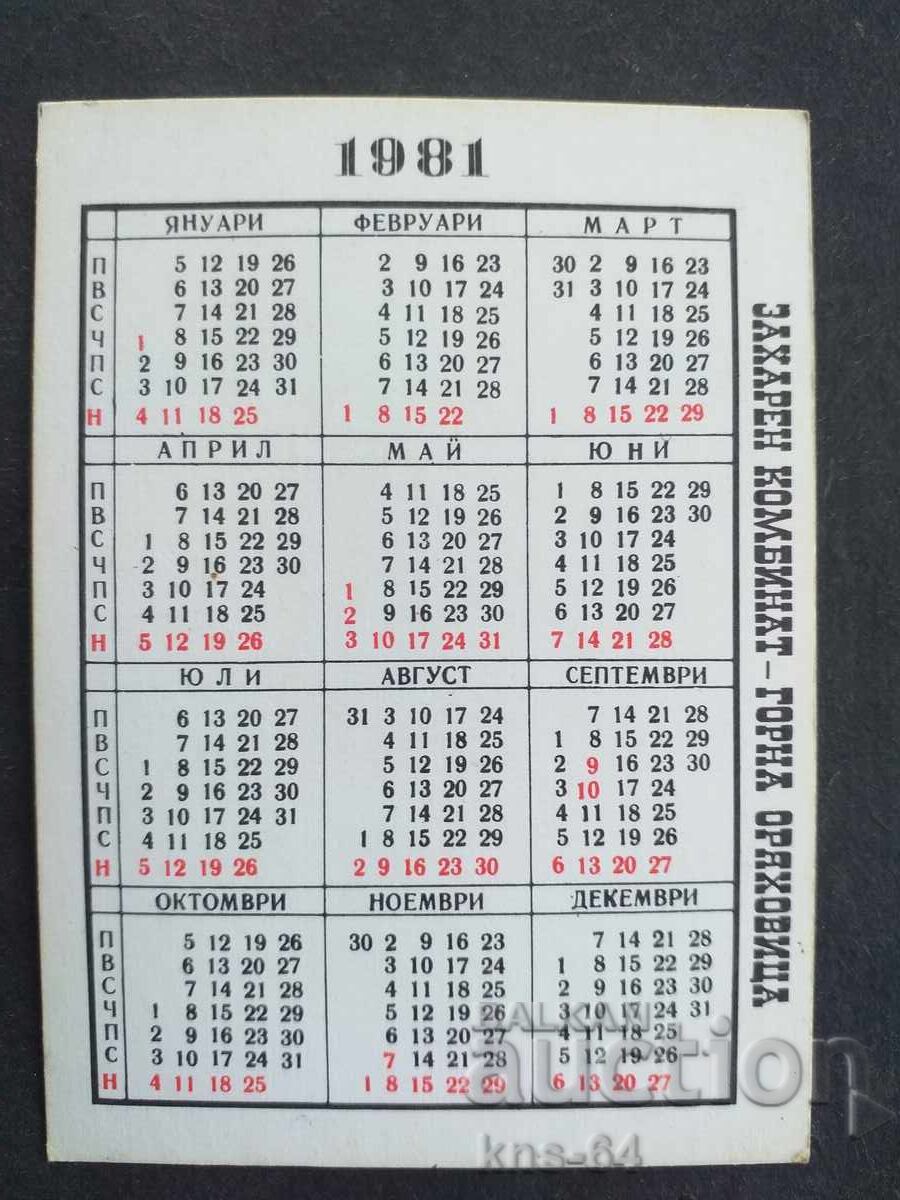 1981
ЯНУАРИ ФЕВРУАРИ МАРТ
П 5 12 19 26 2 9 16 23 30 2 9 16 23
В 6 13 20 27 3 10 17 24 31 3 10 17 24
С 7 14 21 28 4 11 18 25 4 11 18 25
Ч 1 8 15 22 29 5 12 19 26 5 12 19 26
П 2 9 16 23 30 6 13 20 27 6 13 20 27
С 3 10 17 24 31 7 14 21 28 7 14 21 28
Н 4 11 18 25 1 8 15 22 1 8 15 22 29
АПРИЛ МАЙ ЮНИ
П 6 13 20 27 4 11 18 25 1 8 15 22 29
В 7 14 21 28 5 12 19 26 2 9 16 23 30
С 1 8 15 22 29 6 13 20 27 3 10 17 24
Ч 2 9 16 23 30 7 14 21 28 4 11 18 25
П 3 10 17 24 1 8 15 22 29 5 12 19 26
С 4 11 18 25 2 9 16 23 30 6 13 20 27
Н 5 12 19 26 3 10 17 24 31 7 14 21 28
ЮЛИ АВГУСТ СЕПТЕМВРИ
П 6 13 20 27 31 3 10 17 24 7 14 21 28
В 7 14 21 28 4 11 18 25 1 8 15 22 29
С 1 8 15 22 29 5 12 19 26 2 9 16 23 30
Ч 2 9 16 23 30 6 13 20 27 3 10 17 24
П 3 10 17 24 31 7 14 21 28 4 11 18 25
С 4 11 18 25 1 8 15 22 29 5 12 19 26
Н 5 12 19 26 2 9 16 23 30 6 13 20 27
ОКТОМВРИ НОЕМВРИ ДЕКЕМВРИ
П 5 12 19 26 30 2 9 16 23 7 14 21 28
В 6 13 20 27 3 10 17 24 1 8 15 22 29
С 7 14 21 28 4 11 18 25 2 9 16 23 30
Ч 1 8 15 22 29 5 12 19 26 3 10 17 24 31
П 2 9 16 23 30 6 13 20 27 4 11 18 25
С 3 10 17 24 31 7 14 21 28 5 12 19 26
Н 4 11 18 25 1 8 15 22 29 6 13 20 27
ЗАХАРЕН КОМБИНАТ - ГОРНА ОРЯХОВИЦА
BALKAN
auction
kns-64